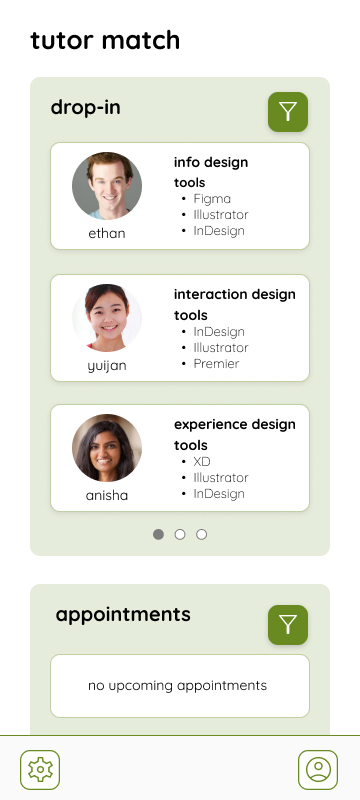 tutor match
drop-in
info design
tools
• Figma
• Illustrator
• InDesign
ethan
interaction design
tools
• InDesign
• Illustrator
• Premier
yuijan
experience design
tools
• XD
• Illustrator
• InDesign
anisha
appointments
no upcoming appointments